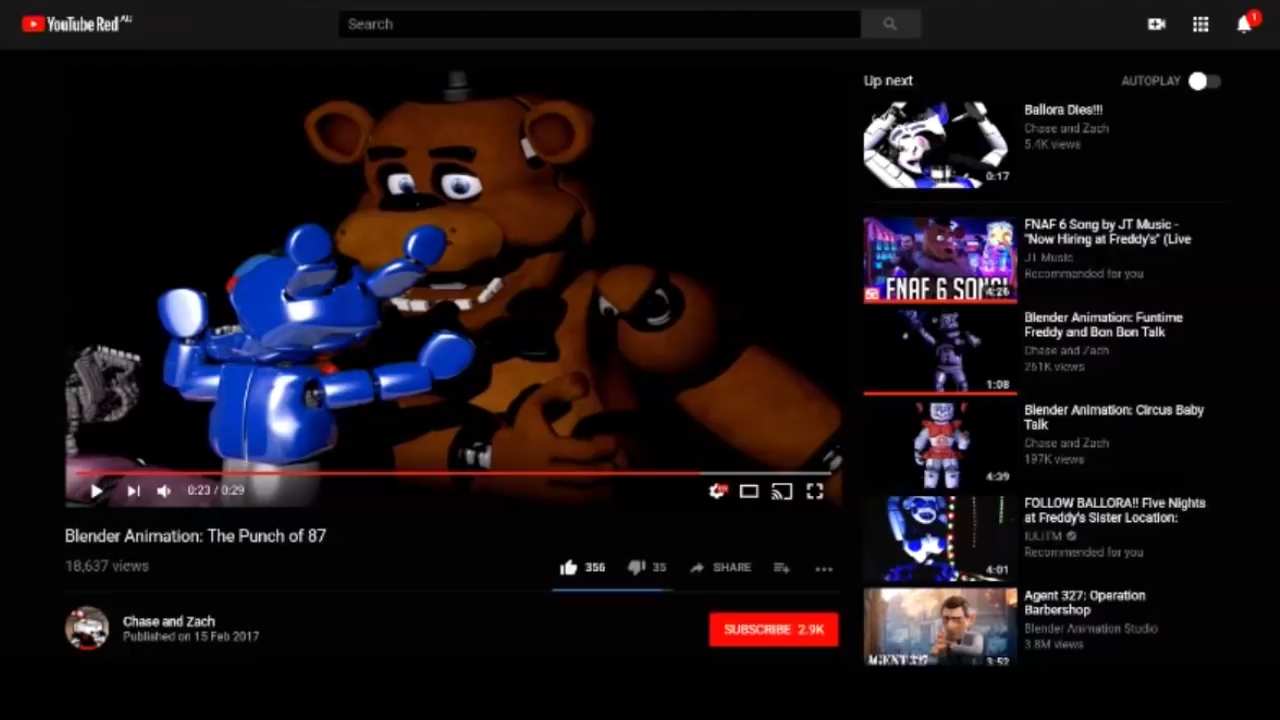 YouTube Red AU
Search
1
Up next
AUTOPLAY
Ballora Dies!!!
Chase and Zach
5.4K views
0:17
FNAF 6 Song by JT Music -
"Now Hiring at Freddy's" (Live
JT Music
Recommended for you
FNAF 6 SONG!
4:26
Blender Animation: Funtime
Freddy and Bon Bon Talk
Chase and Zach
261K views
1:08
Blender Animation: Circus Baby
Talk
Chase and Zach
197K views
4:39
FOLLOW BALLORA!! Five Nights
at Freddy's Sister Location:
Recommended for you
4:01
Agent 327: Operation
Barbershop
Blender Animation Studio
3.8M views
AGENT 327
3:52
0:23 / 0:29
Blender Animation: The Punch of 87
18,637 views
356
35
SHARE
Chase and Zach
Published on 15 Feb 2017
SUBSCRIBE 2.9K